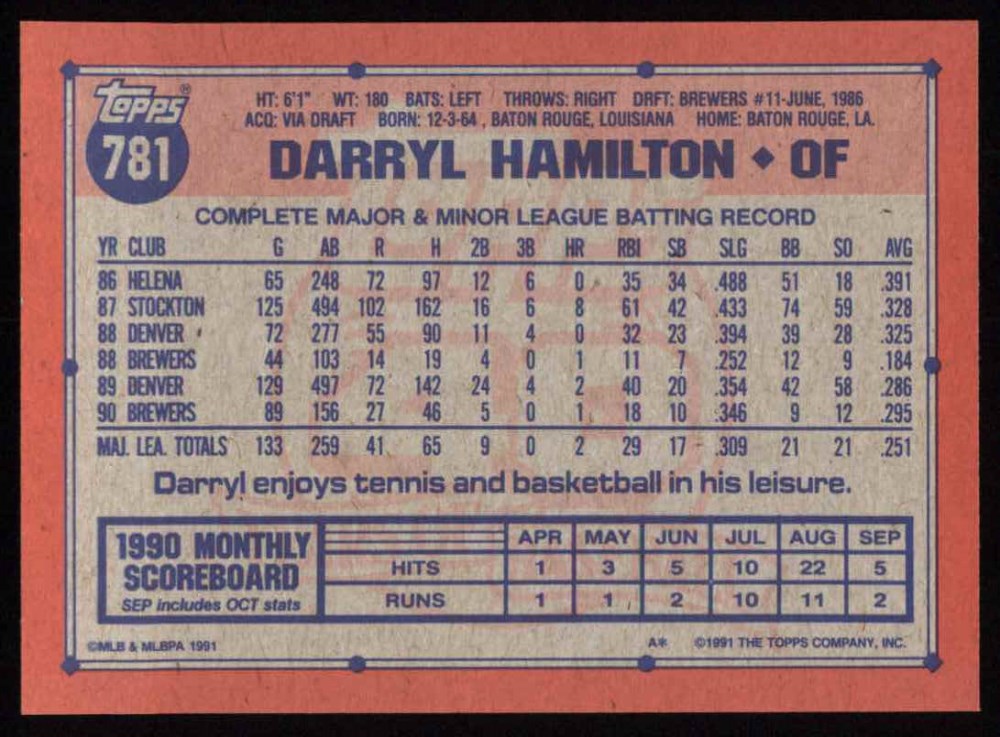 Topps®
781
HT: 6'1" WT: 180 BATS: LEFT THROWS: RIGHT DRFT: BREWERS #11-JUNE, 1986
ACQ: VIA DRAFT BORN: 12-3-64, BATON ROUGE, LOUISIANA HOME: BATON ROUGE, LA.
DARRYL HAMILTON ◆ OF
COMPLETE MAJOR & MINOR LEAGUE BATTING RECORD
YR CLUB G AB R H 2B 3B HR RBI SB SLG BB SO AVG
86 HELENA 65 248 72 97 12 6 0 35 34 .488 51 18 .391
87 STOCKTON 125 494 102 162 16 6 8 61 42 .433 74 59 .328
88 DENVER 72 277 55 90 11 4 0 32 23 .394 39 28 .325
88 BREWERS 44 103 14 19 4 0 1 11 7 .252 12 9 .184
89 DENVER 129 497 72 142 24 4 2 40 20 .354 42 58 .286
90 BREWERS 89 156 27 46 5 0 1 18 10 .346 9 12 .295
MAJ. LEA. TOTALS 133 259 41 65 9 0 2 29 17 .309 21 21 .251
Darryl enjoys tennis and basketball in his leisure.
1990 MONTHLY
SCOREBOARD
SEP includes OCT stats
APR MAY JUN JUL AUG SEP
HITS 1 3 5 10 22 5
RUNS 1 1 2 10 11 2
©MLB & MLBPA 1991
A* ©1991 THE TOPPS COMPANY, INC.